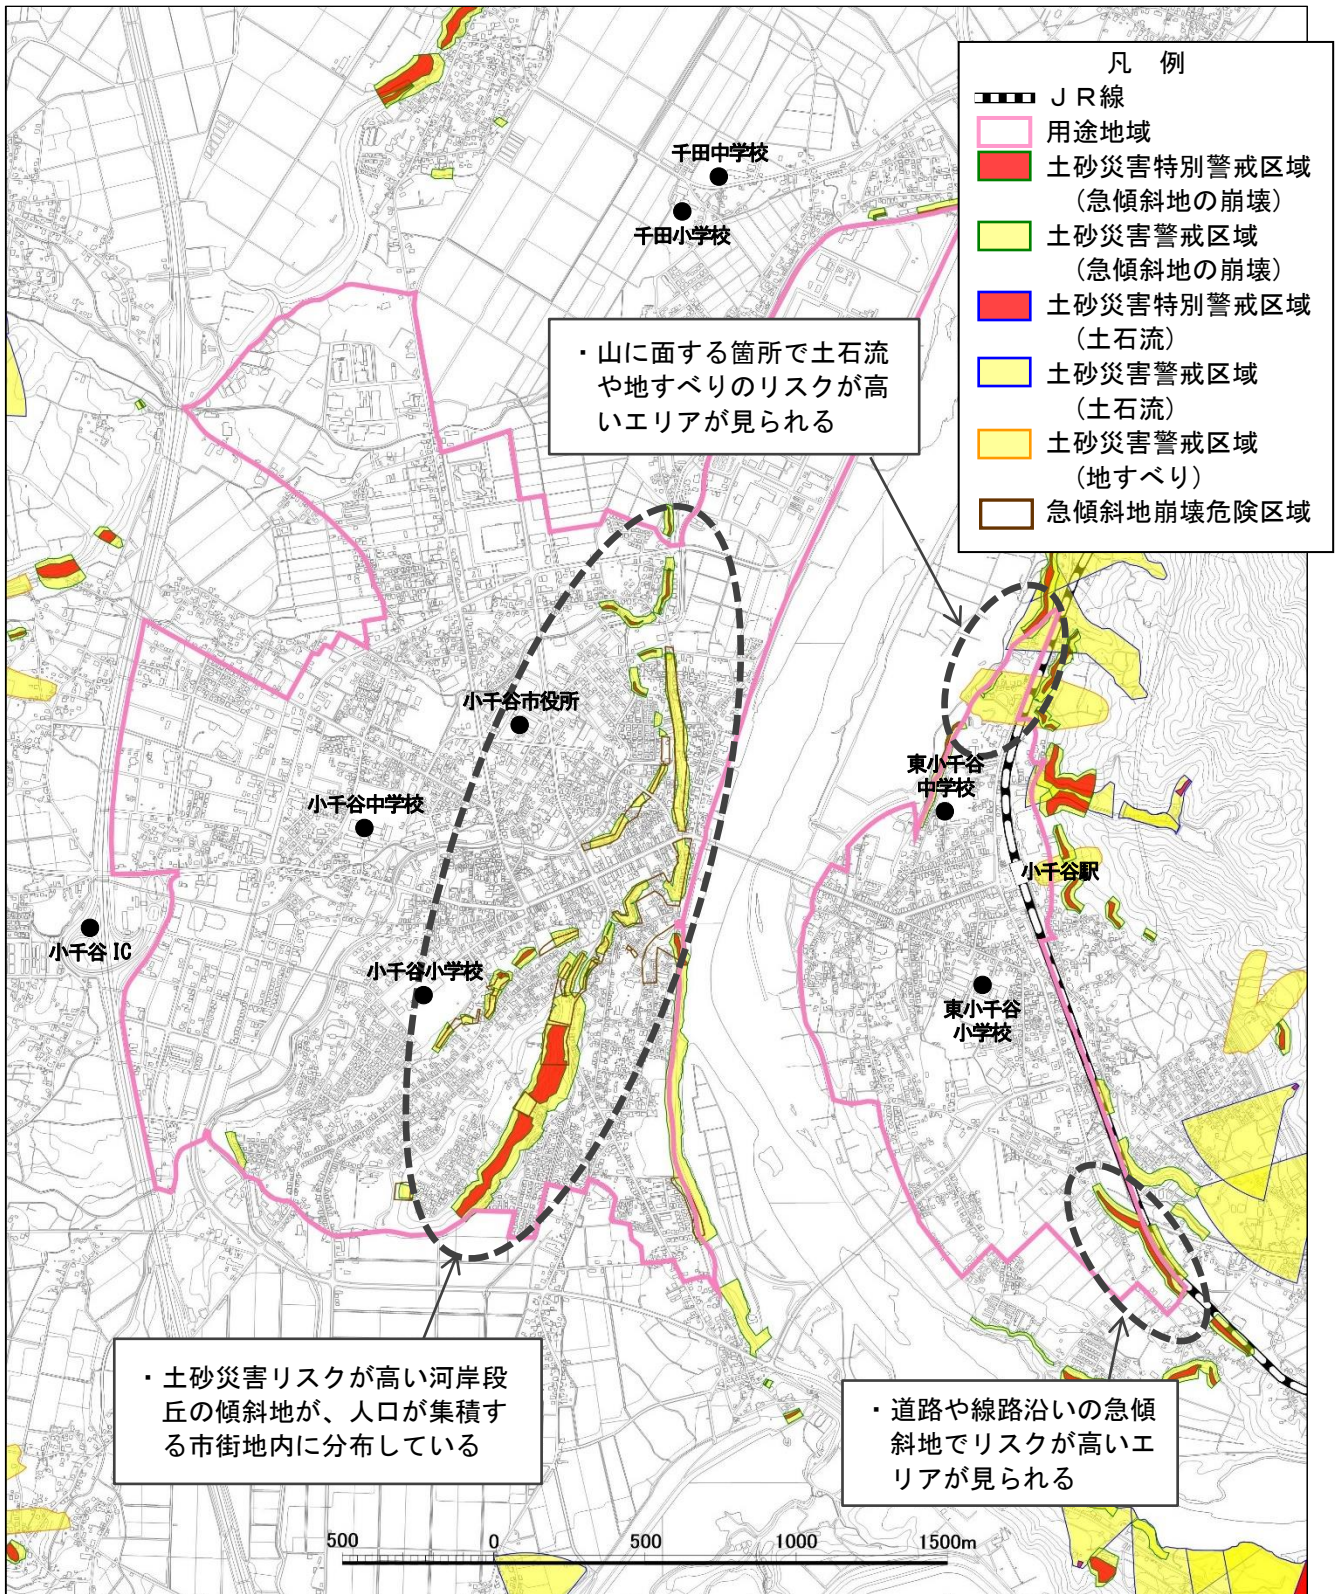 凡　例
ＪＲ線
用途地域
土砂災害特別警戒区域
（急傾斜地の崩壊）
土砂災害警戒区域
（急傾斜地の崩壊）
土砂災害特別警戒区域
（土石流）
土砂災害警戒区域
（土石流）
土砂災害警戒区域
（地すべり）
急傾斜地崩壊危険区域
千田中学校
千田小学校
・山に面する箇所で土石流
や地すべりのリスクが高
いエリアが見られる
小千谷市役所
東小千谷
中学校
小千谷中学校
小千谷駅
小千谷 IC
小千谷小学校
東小千谷
小学校
・土砂災害リスクが高い河岸段
丘の傾斜地が、人口が集積す
る市街地内に分布している
・道路や線路沿いの急傾
斜地でリスクが高いエ
リアが見られる
500 0 500 1000 1500m